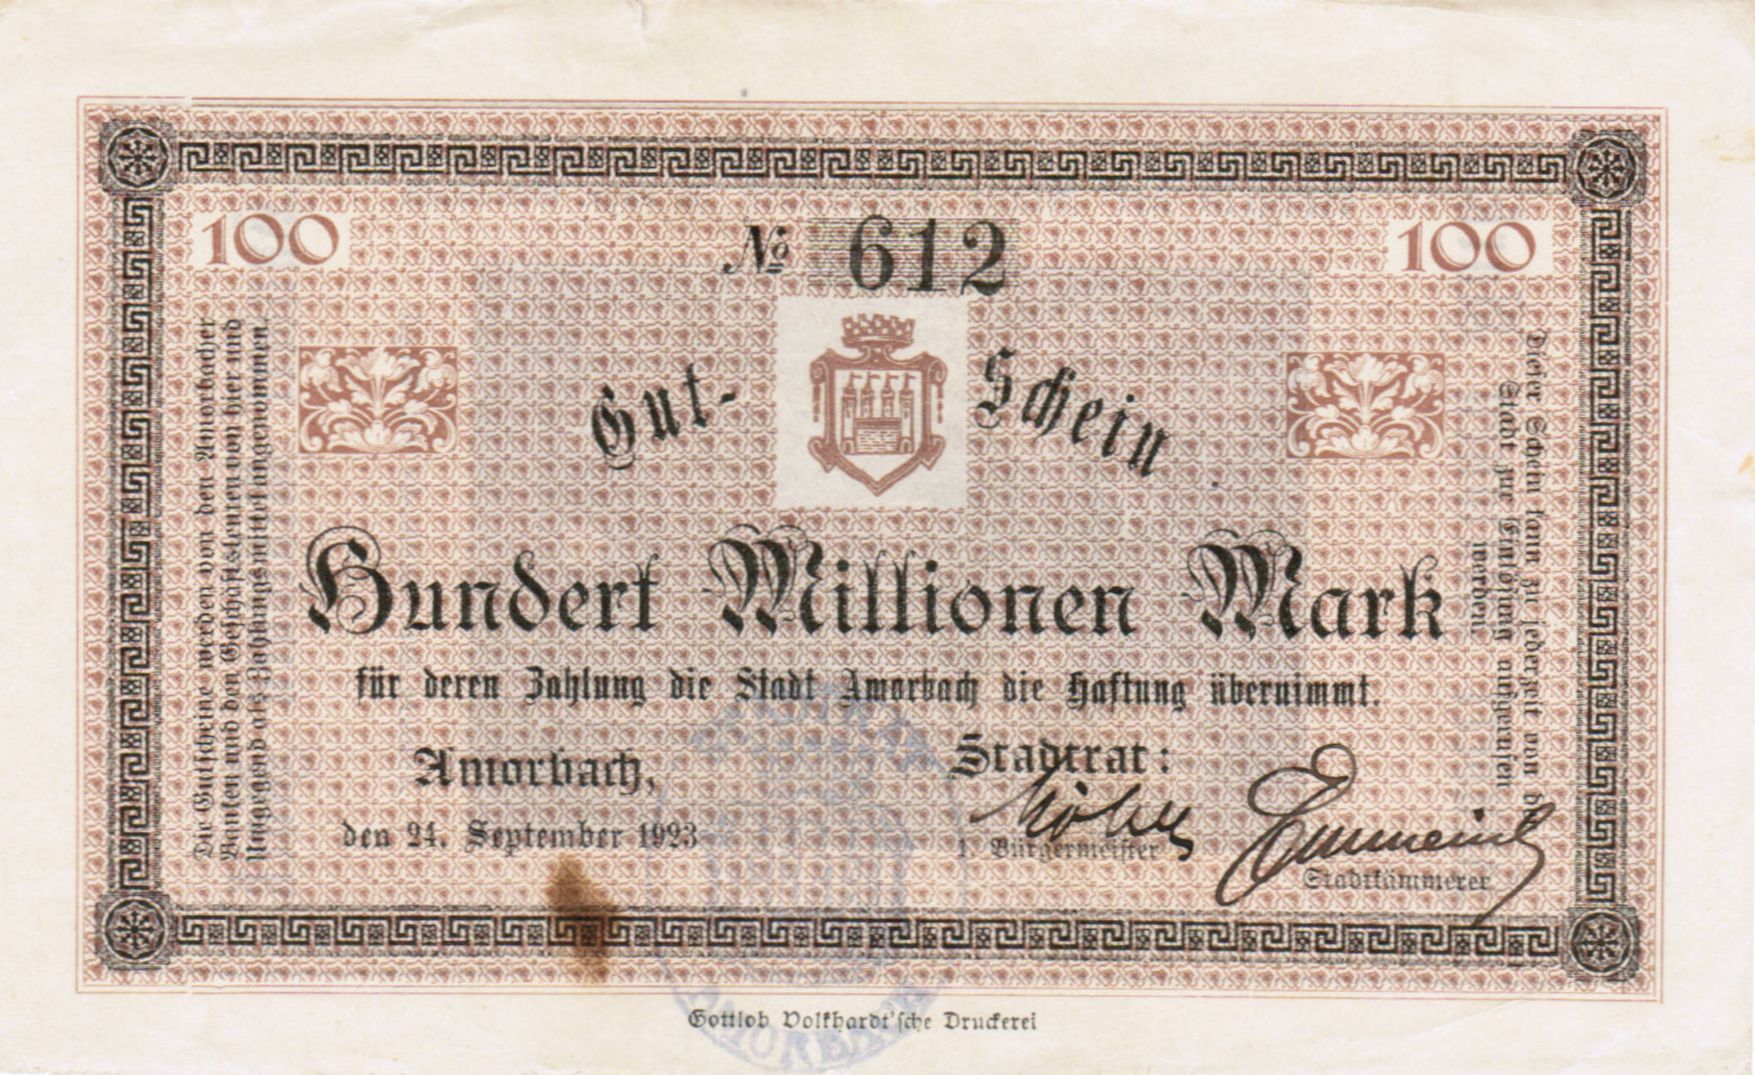 100
№ 612
100
Gut-
Schein
Hundert Millionen Mark
für deren Zahlung die Stadt Amorbach die Haftung übernimmt.
Amorbach,
den 24. September 1923
Stadtrat:
1. Bürgermeister
Stadtkämmerer
Die Gutscheine werden von den Amorbacher
Banken und den Geschäftsleuten von hier und
Umgegend als Zahlungsmittel angenommen.
Dieser Schein kann zu jederzeit von d
Stadt zur Einlösung aufgerufen
werden.
STADTRAT
AMORBACH
Gottlob Volkhardt'sche Druckerei